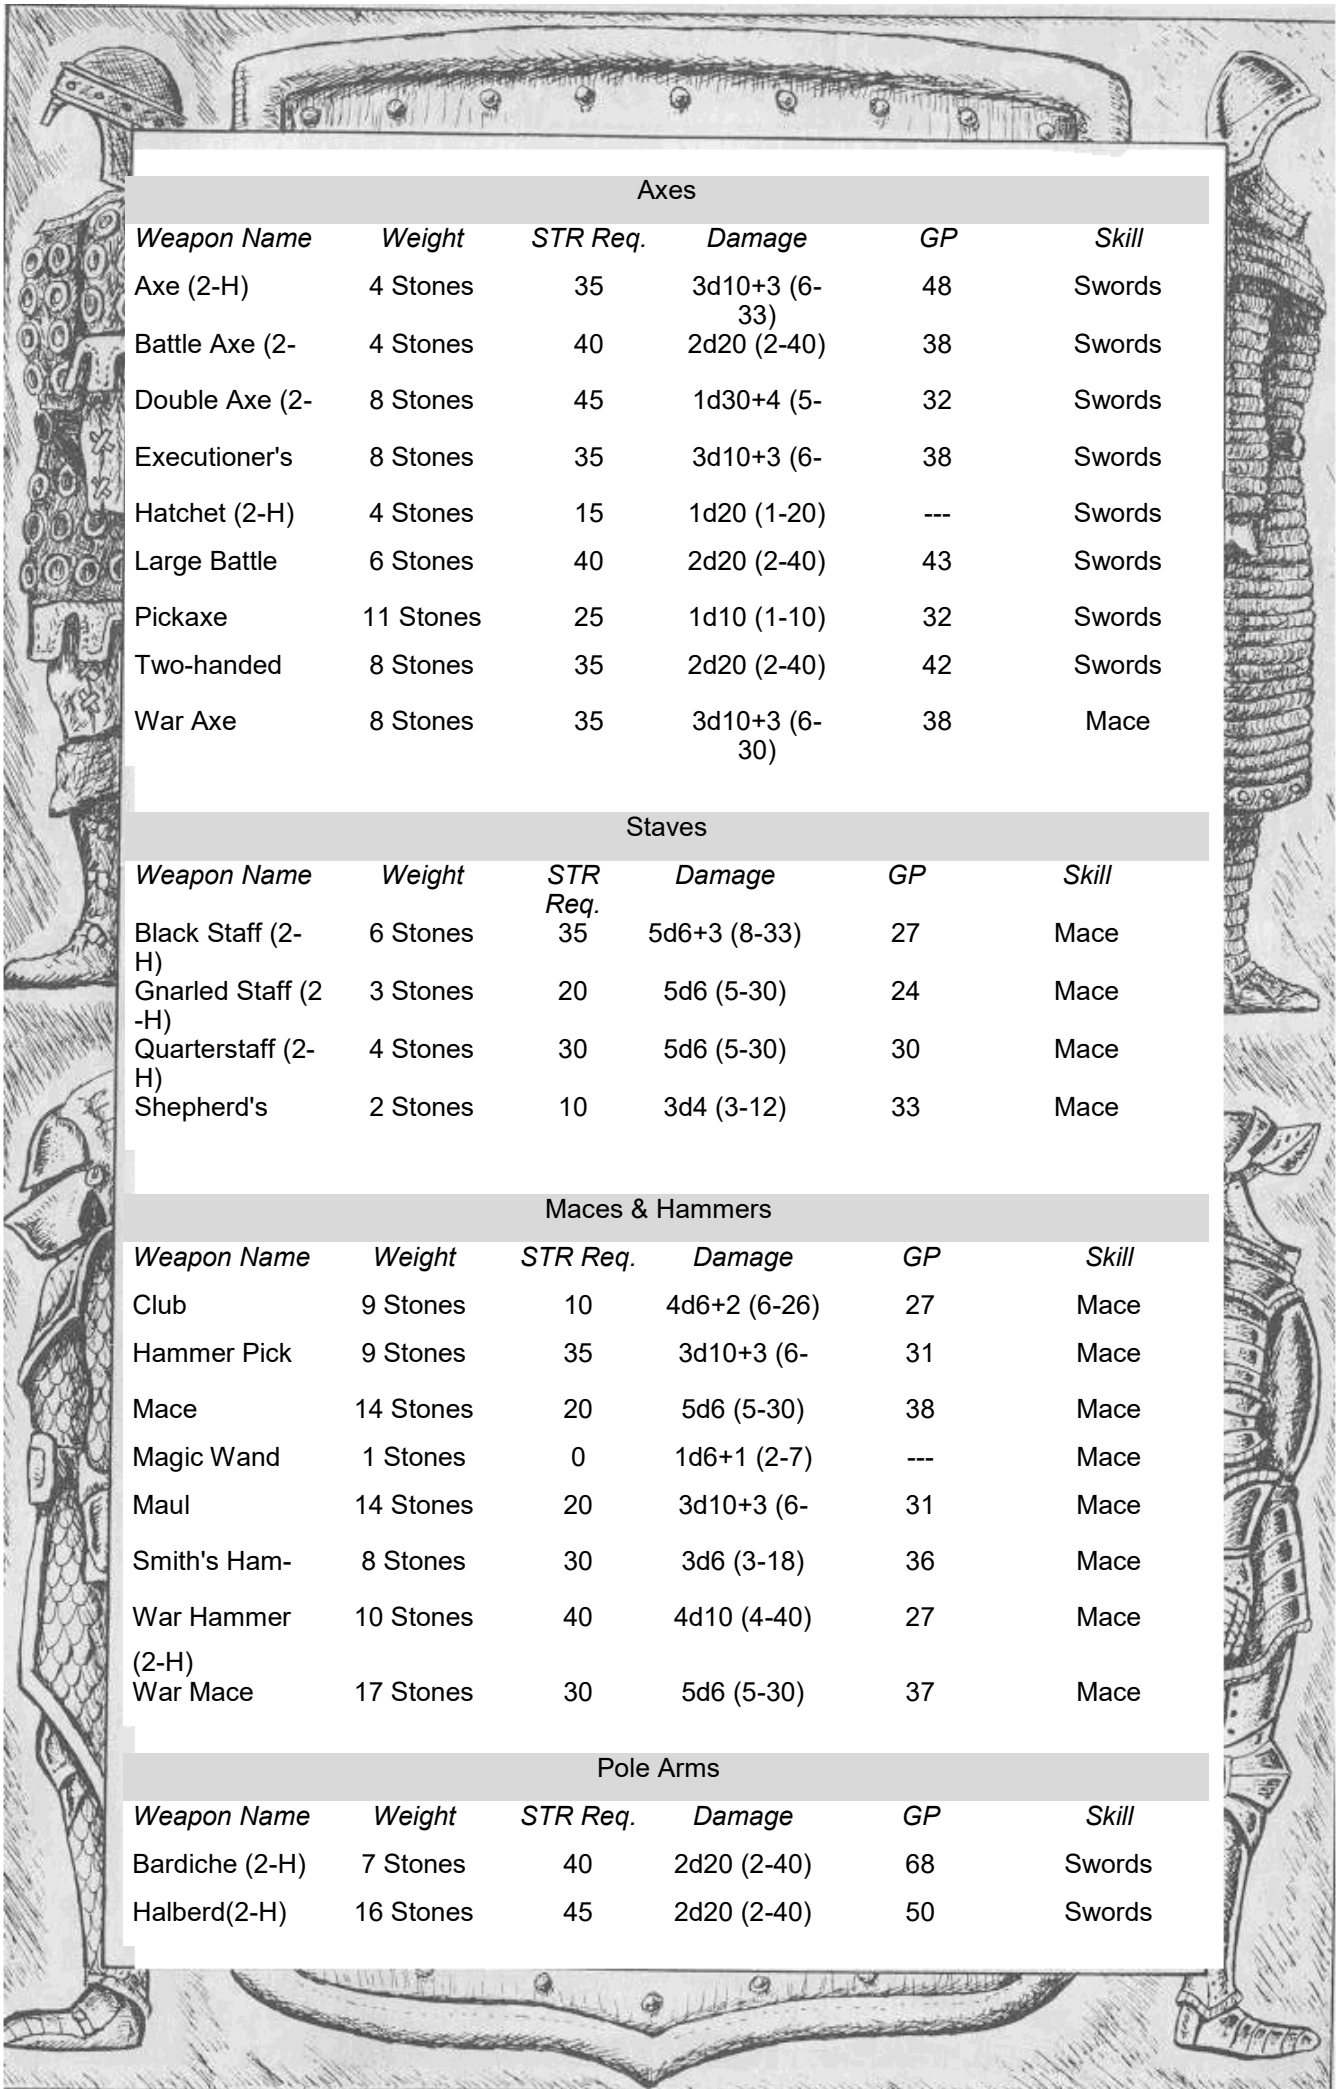 Axes
Weapon Name Weight STR Req. Damage GP Skill
Axe (2-H) 4 Stones 35 3d10+3 (6- 48 Swords
33)
Battle Axe (2- 4 Stones 40 2d20 (2-40) 38 Swords
Double Axe (2- 8 Stones 45 1d30+4 (5- 32 Swords
Executioner's 8 Stones 35 3d10+3 (6- 38 Swords
Hatchet (2-H) 4 Stones 15 1d20 (1-20) --- Swords
Large Battle 6 Stones 40 2d20 (2-40) 43 Swords
Pickaxe 11 Stones 25 1d10 (1-10) 32 Swords
Two-handed 8 Stones 35 2d20 (2-40) 42 Swords
War Axe 8 Stones 35 3d10+3 (6- 38 Mace
30)
Staves
Weapon Name Weight STR Damage GP Skill
Req.
Black Staff (2- 6 Stones 35 5d6+3 (8-33) 27 Mace
H)
Gnarled Staff (2 3 Stones 20 5d6 (5-30) 24 Mace
-H)
Quarterstaff (2- 4 Stones 30 5d6 (5-30) 30 Mace
H)
Shepherd's 2 Stones 10 3d4 (3-12) 33 Mace
Maces & Hammers
Weapon Name Weight STR Req. Damage GP Skill
Club 9 Stones 10 4d6+2 (6-26) 27 Mace
Hammer Pick 9 Stones 35 3d10+3 (6- 31 Mace
Mace 14 Stones 20 5d6 (5-30) 38 Mace
Magic Wand 1 Stones 0 1d6+1 (2-7) --- Mace
Maul 14 Stones 20 3d10+3 (6- 31 Mace
Smith's Ham- 8 Stones 30 3d6 (3-18) 36 Mace
War Hammer 10 Stones 40 4d10 (4-40) 27 Mace
(2-H)
War Mace 17 Stones 30 5d6 (5-30) 37 Mace
Pole Arms
Weapon Name Weight STR Req. Damage GP Skill
Bardiche (2-H) 7 Stones 40 2d20 (2-40) 68 Swords
Halberd(2-H) 16 Stones 45 2d20 (2-40) 50 Swords